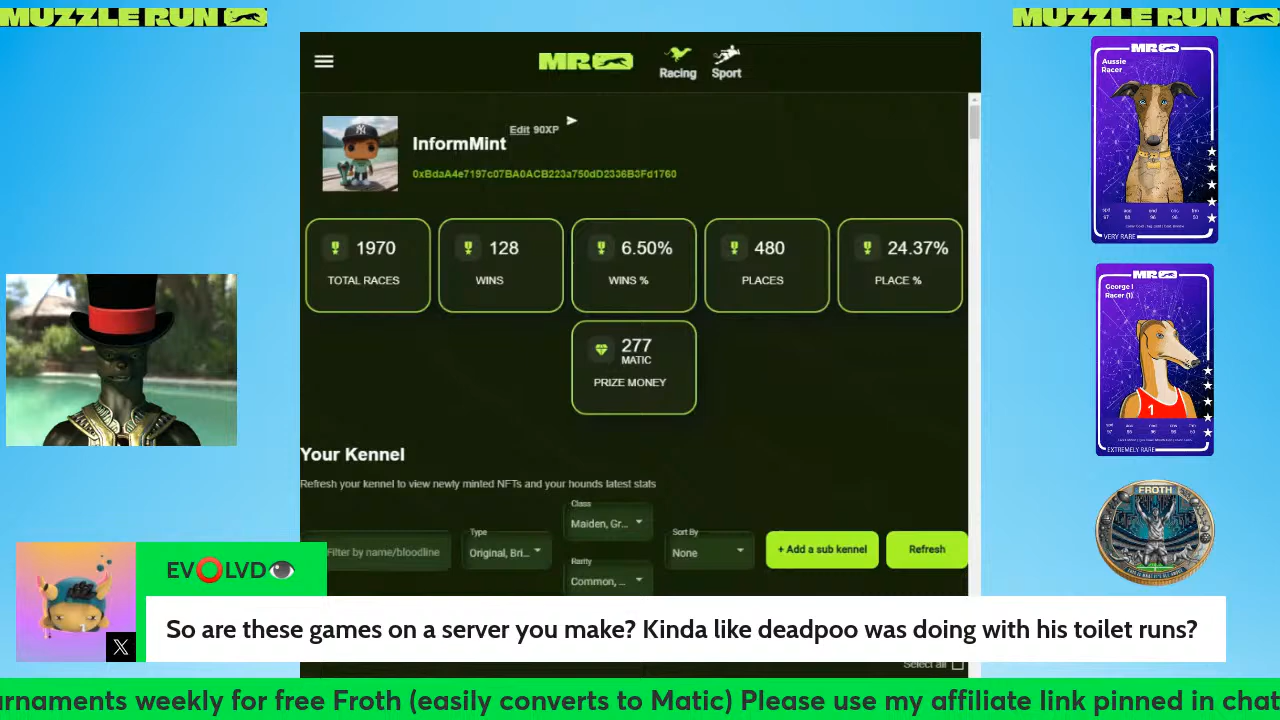 MUZZLE RUN
MUZZLE RUN
MR
Racing
Sport
InformMint
Edit 90XP
0xBdaA4e7197c07BA0ACB223a750dD2336B3Fd1760
1970
TOTAL RACES
128
WINS
6.50%
WINS %
480
PLACES
24.37%
PLACE %
277
MATIC
PRIZE MONEY
Your Kennel
Refresh your kennel to view newly minted NFTs and your hounds latest stats
Filter by name/bloodline
Type
Original, Bri...
Class
Maiden, Gr...
Rarity
Common, ...
Sort By
None
+ Add a sub kennel
Refresh
Select all
MR
Aussie
Racer
VERY RARE
MR
George I
Racer (1)
1
EXTREMELY RARE
FROTH
EV⭕LVD👁️
So are these games on a server you make? Kinda like deadpoo was doing with his toilet runs?
urnaments weekly for free Froth (easily converts to Matic) Please use my affiliate link pinned in chat